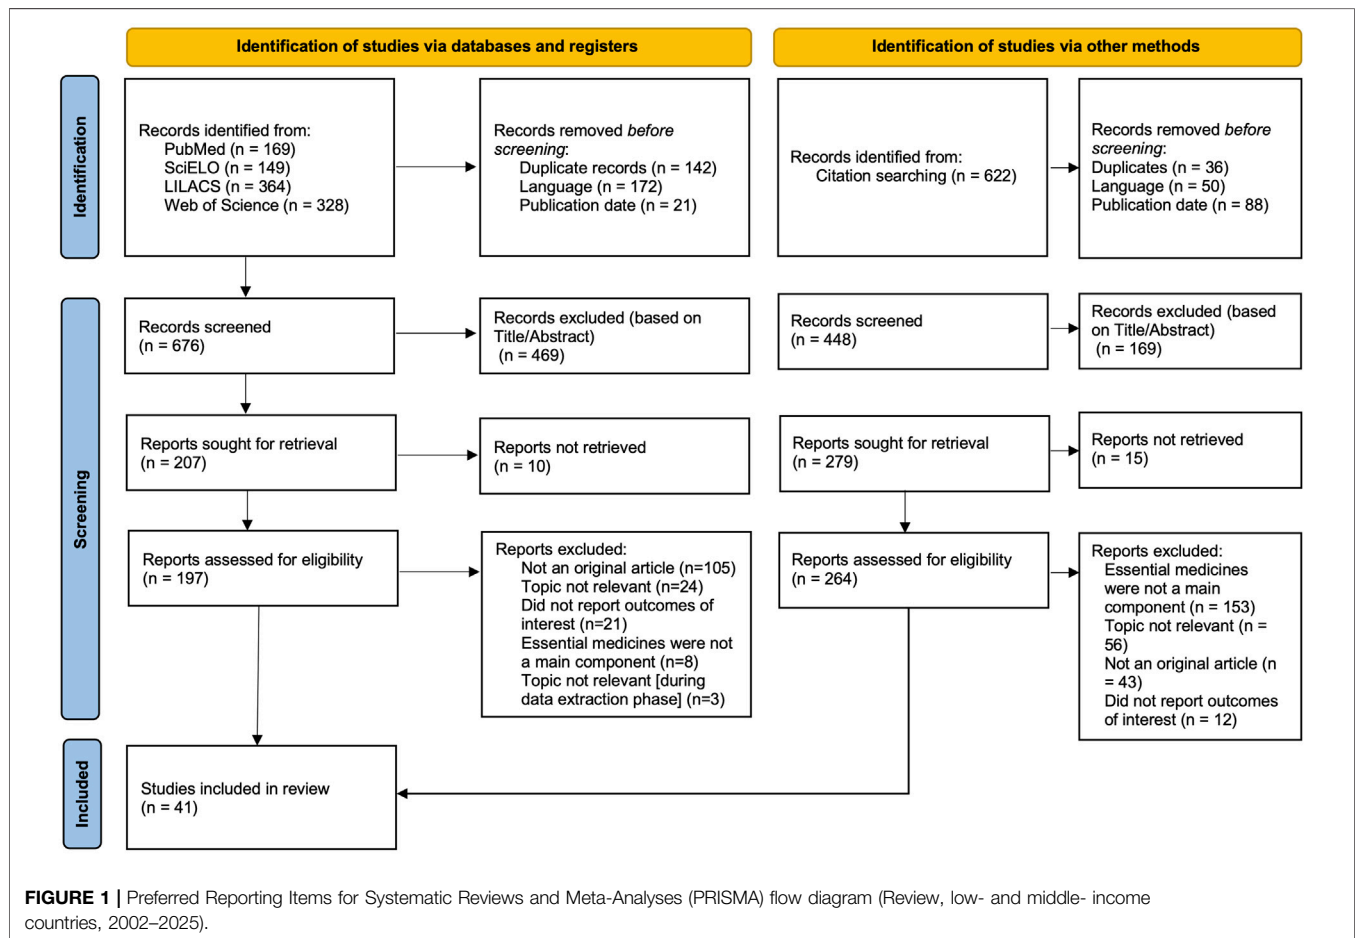 Identification of studies via databases and registers
Identification of studies via other methods
Identification
Records identified from:
PubMed (n = 169)
SciELO (n = 149)
LILACS (n = 364)
Web of Science (n = 328)
Records removed before
screening:
Duplicate records (n = 142)
Language (n = 172)
Publication date (n = 21)
Records identified from:
Citation searching (n = 622)
Records removed before
screening:
Duplicates (n = 36)
Language (n = 50)
Publication date (n = 88)
Screening
Records screened
(n = 676)
Records excluded (based on
Title/Abstract)
(n = 469)
Records screened
(n = 448)
Records excluded (based
on Title/Abstract)
(n = 169)
Reports sought for retrieval
(n = 207)
Reports not retrieved
(n = 10)
Reports sought for retrieval
(n = 279)
Reports not retrieved
(n = 15)
Reports assessed for eligibility
(n = 197)
Reports excluded:
Not an original article (n=105)
Topic not relevant (n=24)
Did not report outcomes of
interest (n=21)
Essential medicines were not
a main component (n=8)
Topic not relevant [during
data extraction phase] (n=3)
Reports assessed for eligibility
(n = 264)
Reports excluded:
Essential medicines
were not a main
component (n = 153)
Topic not relevant (n =
56)
Not an original article (n
= 43)
Did not report outcomes
of interest (n = 12)
Included
Studies included in review
(n = 41)
FIGURE 1 | Preferred Reporting Items for Systematic Reviews and Meta-Analyses (PRISMA) flow diagram (Review, low- and middle- income
countries, 2002–2025).